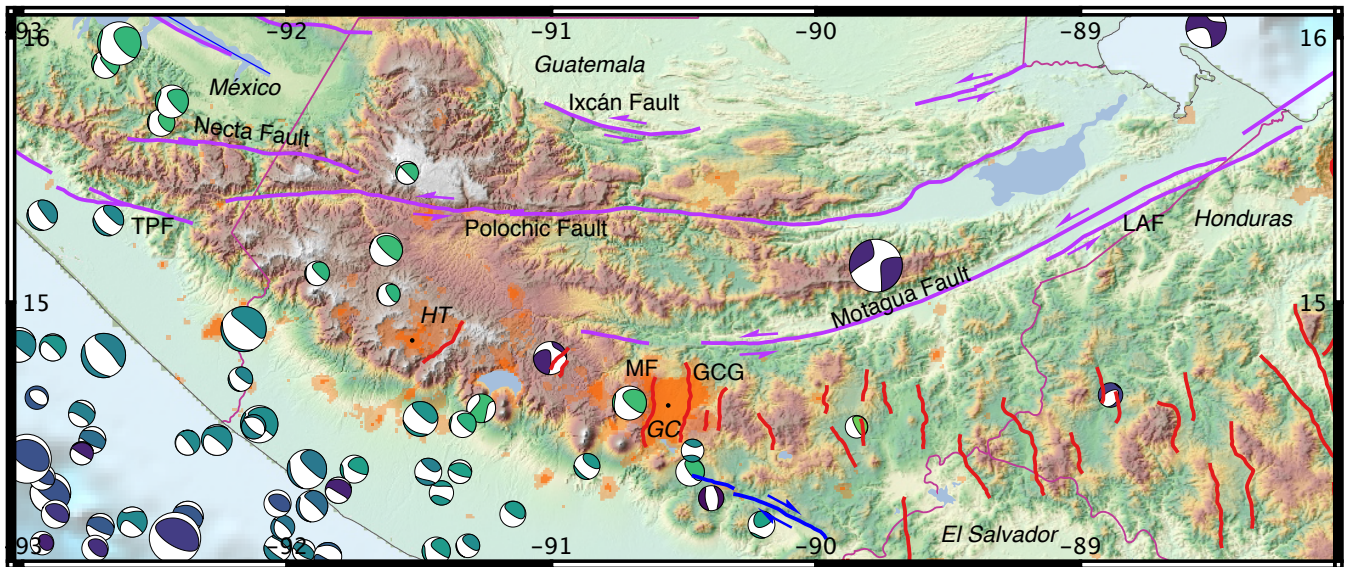 -93
-92
-91
-90
-89
16
16
Guatemala
México
Ixcán Fault
Necta Fault
TPF
Polochic Fault
LAF
Honduras
15
15
Motagua Fault
HT
MF
GCG
GC
El Salvador
-93
-92
-91
-90
-89